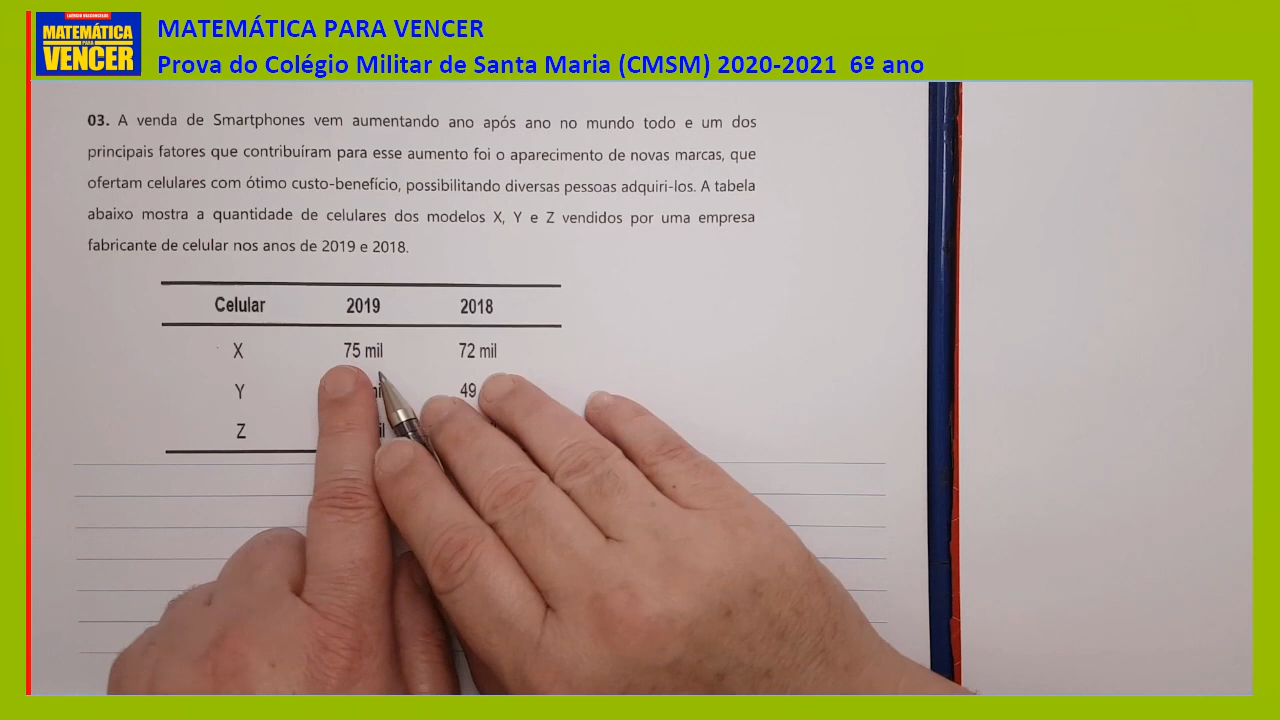 LAÉRCIO VASCONCELOS
MATEMÁTICA
PARA
VENCER
MATEMÁTICA PARA VENCER
Prova do Colégio Militar de Santa Maria (CMSM) 2020-2021 6º ano
03. A venda de Smartphones vem aumentando ano após ano no mundo todo e um dos
principais fatores que contribuíram para esse aumento foi o aparecimento de novas marcas, que
ofertam celulares com ótimo custo-benefício, possibilitando diversas pessoas adquiri-los. A tabela
abaixo mostra a quantidade de celulares dos modelos X, Y e Z vendidos por uma empresa
fabricante de celular nos anos de 2019 e 2018.
Celular 2019 2018
X 75 mil 72 mil
Y 49
Z